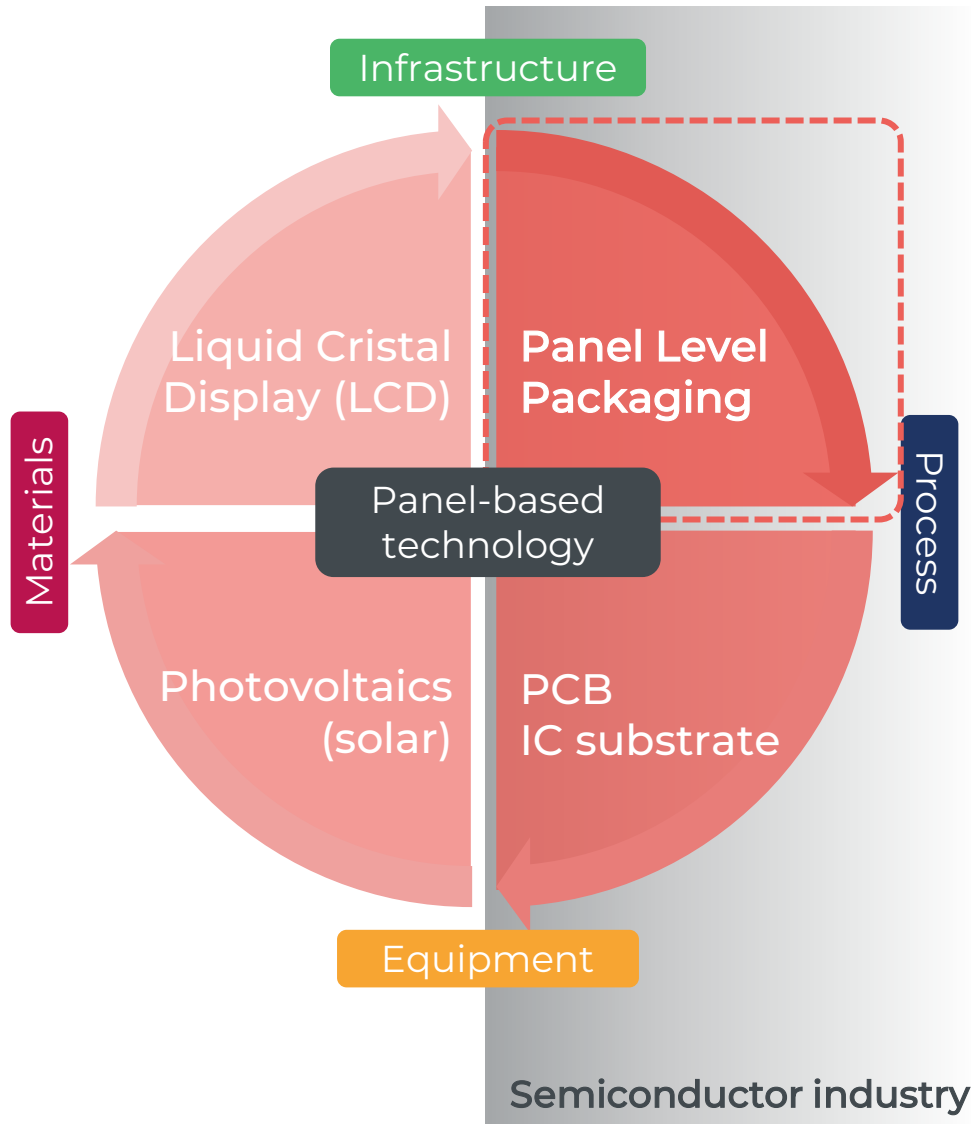 Infrastructure
Liquid Cristal
Display (LCD)
Panel Level
Packaging
Materials
Panel-based
technology
Process
Photovoltaics
(solar)
PCB
IC substrate
Equipment
Semiconductor industry